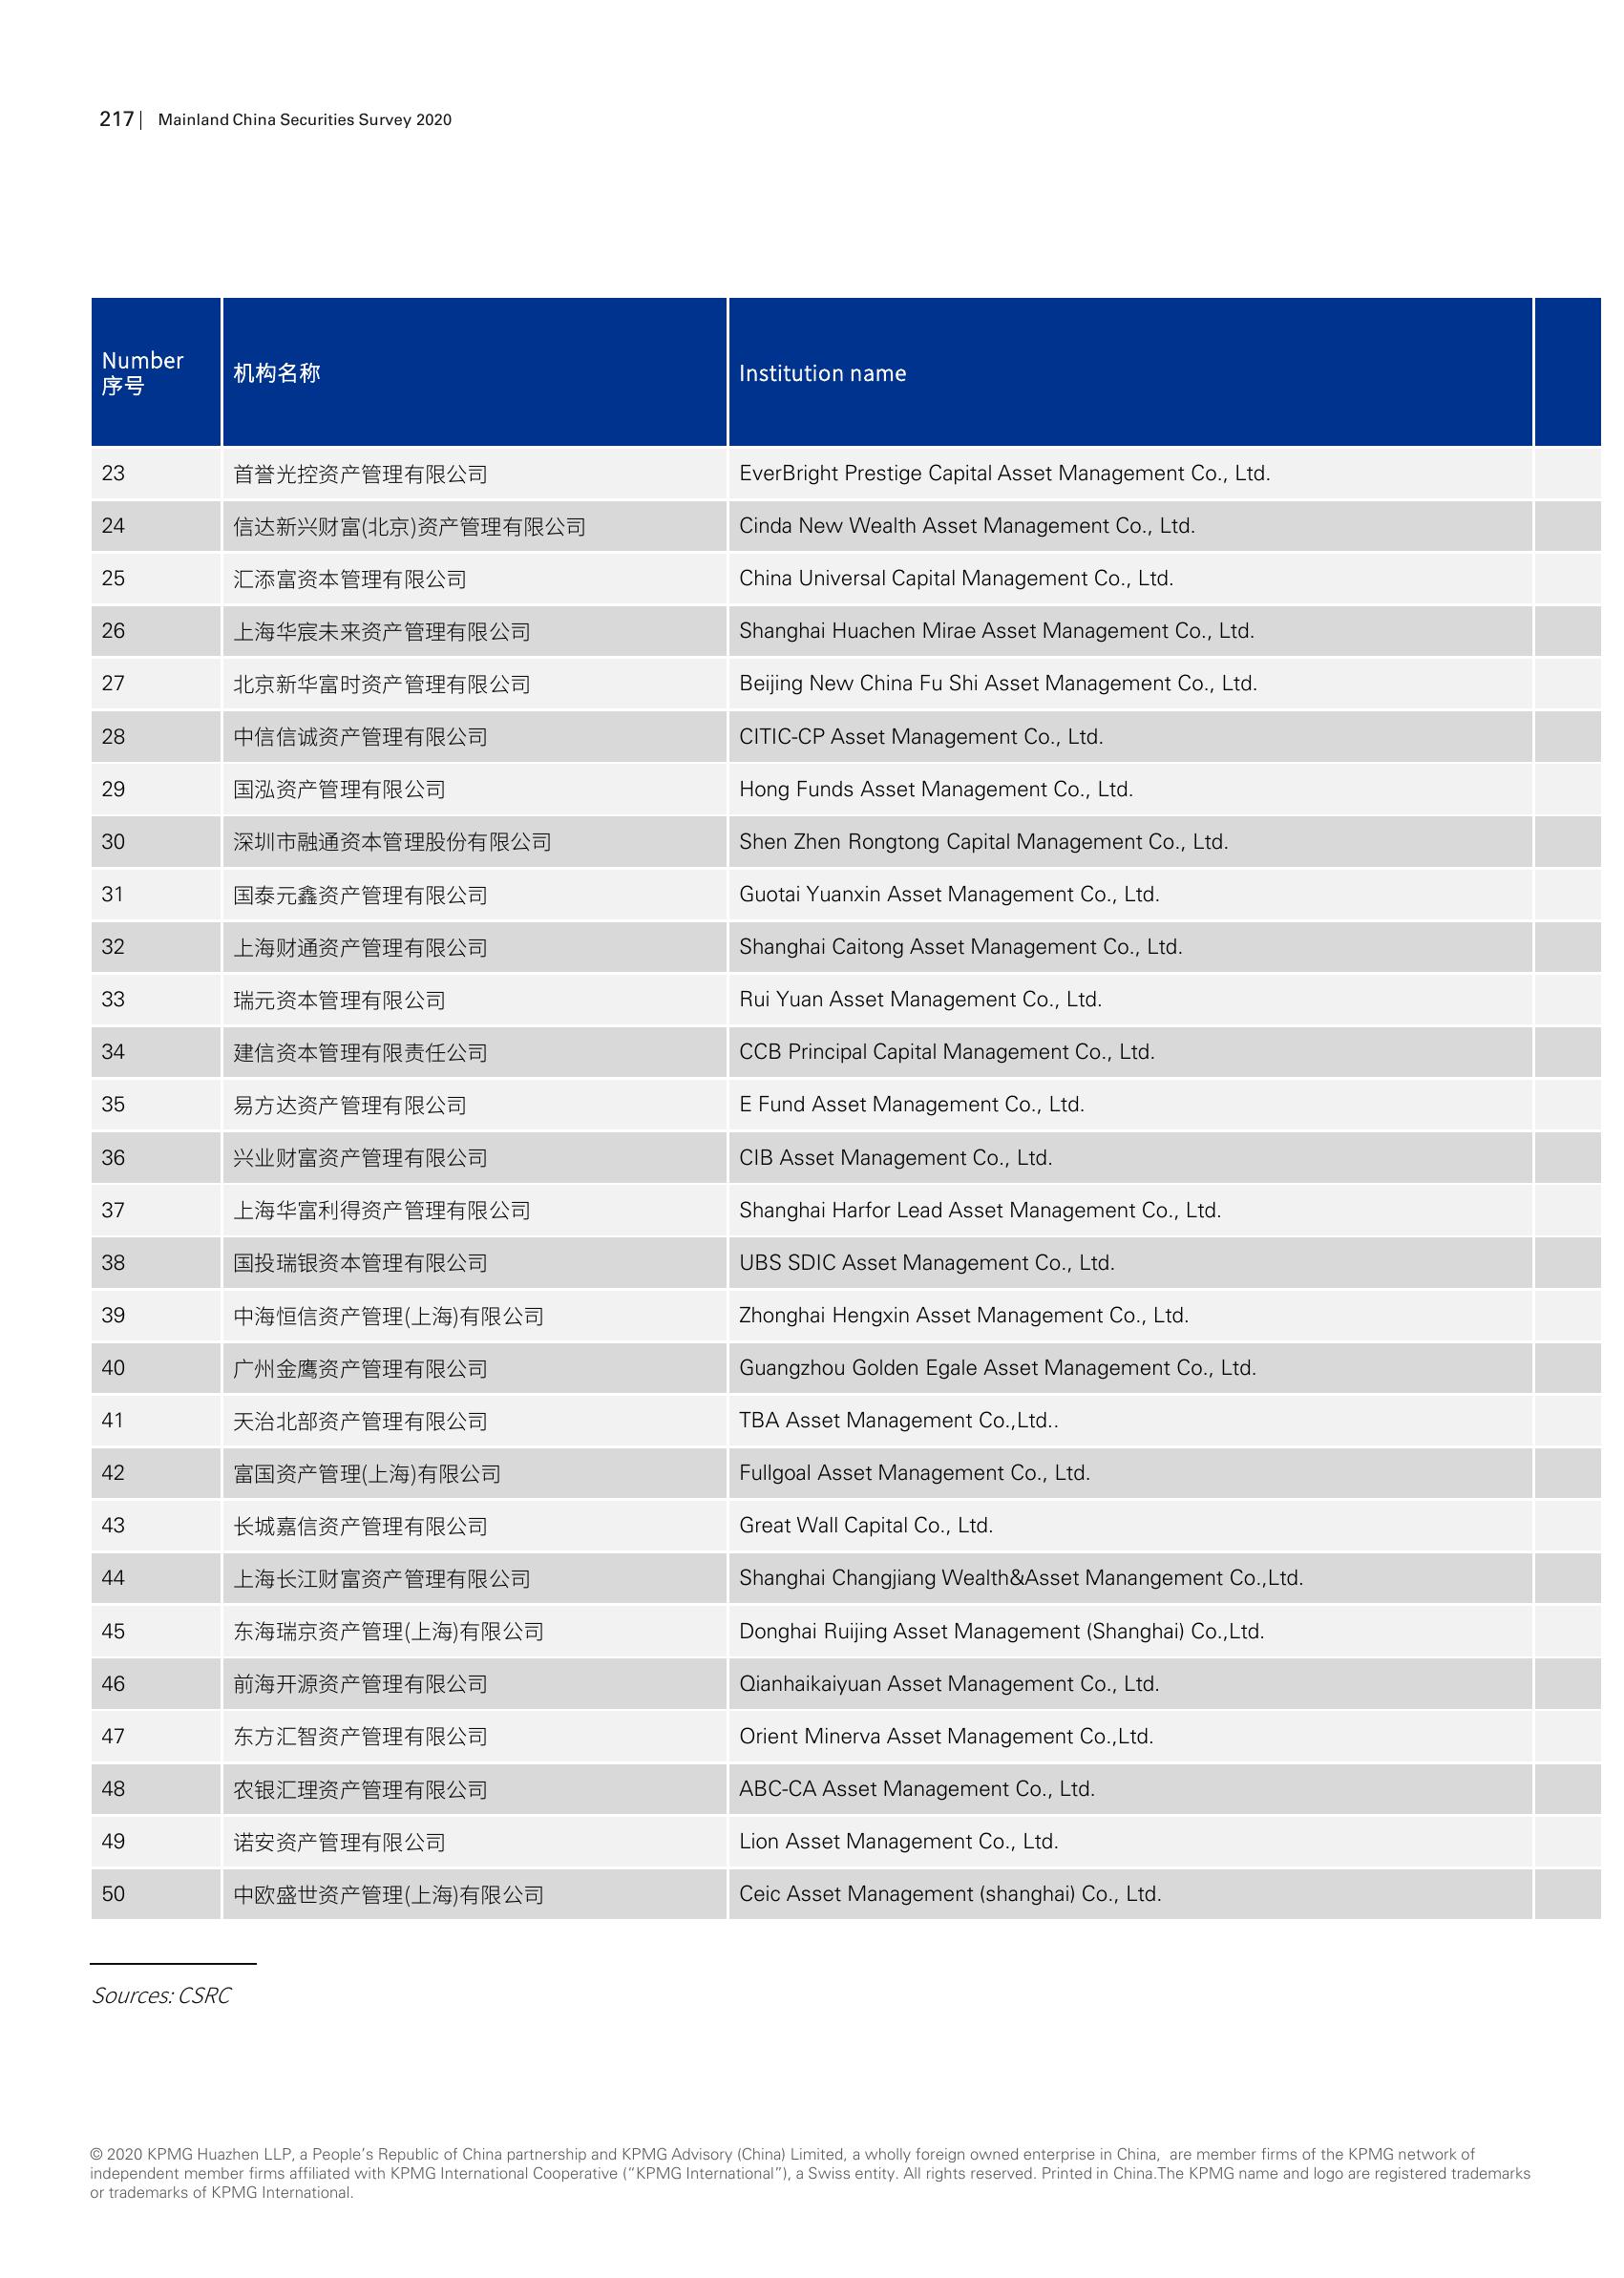 217 | Mainland China Securities Survey 2020
Number
序号
机构名称
Institution name
23 首誉光控资产管理有限公司 EverBright Prestige Capital Asset Management Co., Ltd.
24 信达新兴财富(北京)资产管理有限公司 Cinda New Wealth Asset Management Co., Ltd.
25 汇添富资本管理有限公司 China Universal Capital Management Co., Ltd.
26 上海华宸未来资产管理有限公司 Shanghai Huachen Mirae Asset Management Co., Ltd.
27 北京新华富时资产管理有限公司 Beijing New China Fu Shi Asset Management Co., Ltd.
28 中信信诚资产管理有限公司 CITIC-CP Asset Management Co., Ltd.
29 国泓资产管理有限公司 Hong Funds Asset Management Co., Ltd.
30 深圳市融通资本管理股份有限公司 Shen Zhen Rongtong Capital Management Co., Ltd.
31 国泰元鑫资产管理有限公司 Guotai Yuanxin Asset Management Co., Ltd.
32 上海财通资产管理有限公司 Shanghai Caitong Asset Management Co., Ltd.
33 瑞元资本管理有限公司 Rui Yuan Asset Management Co., Ltd.
34 建信资本管理有限责任公司 CCB Principal Capital Management Co., Ltd.
35 易方达资产管理有限公司 E Fund Asset Management Co., Ltd.
36 兴业财富资产管理有限公司 CIB Asset Management Co., Ltd.
37 上海华富利得资产管理有限公司 Shanghai Harfor Lead Asset Management Co., Ltd.
38 国投瑞银资本管理有限公司 UBS SDIC Asset Management Co., Ltd.
39 中海恒信资产管理(上海)有限公司 Zhonghai Hengxin Asset Management Co., Ltd.
40 广州金鹰资产管理有限公司 Guangzhou Golden Egale Asset Management Co., Ltd.
41 天治北部资产管理有限公司 TBA Asset Management Co.,Ltd..
42 富国资产管理(上海)有限公司 Fullgoal Asset Management Co., Ltd.
43 长城嘉信资产管理有限公司 Great Wall Capital Co., Ltd.
44 上海长江财富资产管理有限公司 Shanghai Changjiang Wealth&Asset Manangement Co.,Ltd.
45 东海瑞京资产管理(上海)有限公司 Donghai Ruijing Asset Management (Shanghai) Co.,Ltd.
46 前海开源资产管理有限公司 Qianhaikaiyuan Asset Management Co., Ltd.
47 东方汇智资产管理有限公司 Orient Minerva Asset Management Co.,Ltd.
48 农银汇理资产管理有限公司 ABC-CA Asset Management Co., Ltd.
49 诺安资产管理有限公司 Lion Asset Management Co., Ltd.
50 中欧盛世资产管理(上海)有限公司 Ceic Asset Management (shanghai) Co., Ltd.
Sources: CSRC
© 2020 KPMG Huazhen LLP, a People’s Republic of China partnership and KPMG Advisory (China) Limited, a wholly foreign owned enterprise in China, are member firms of the KPMG network of
independent member firms affiliated with KPMG International Cooperative (“KPMG International”), a Swiss entity. All rights reserved. Printed in China.The KPMG name and logo are registered trademarks
or trademarks of KPMG International.